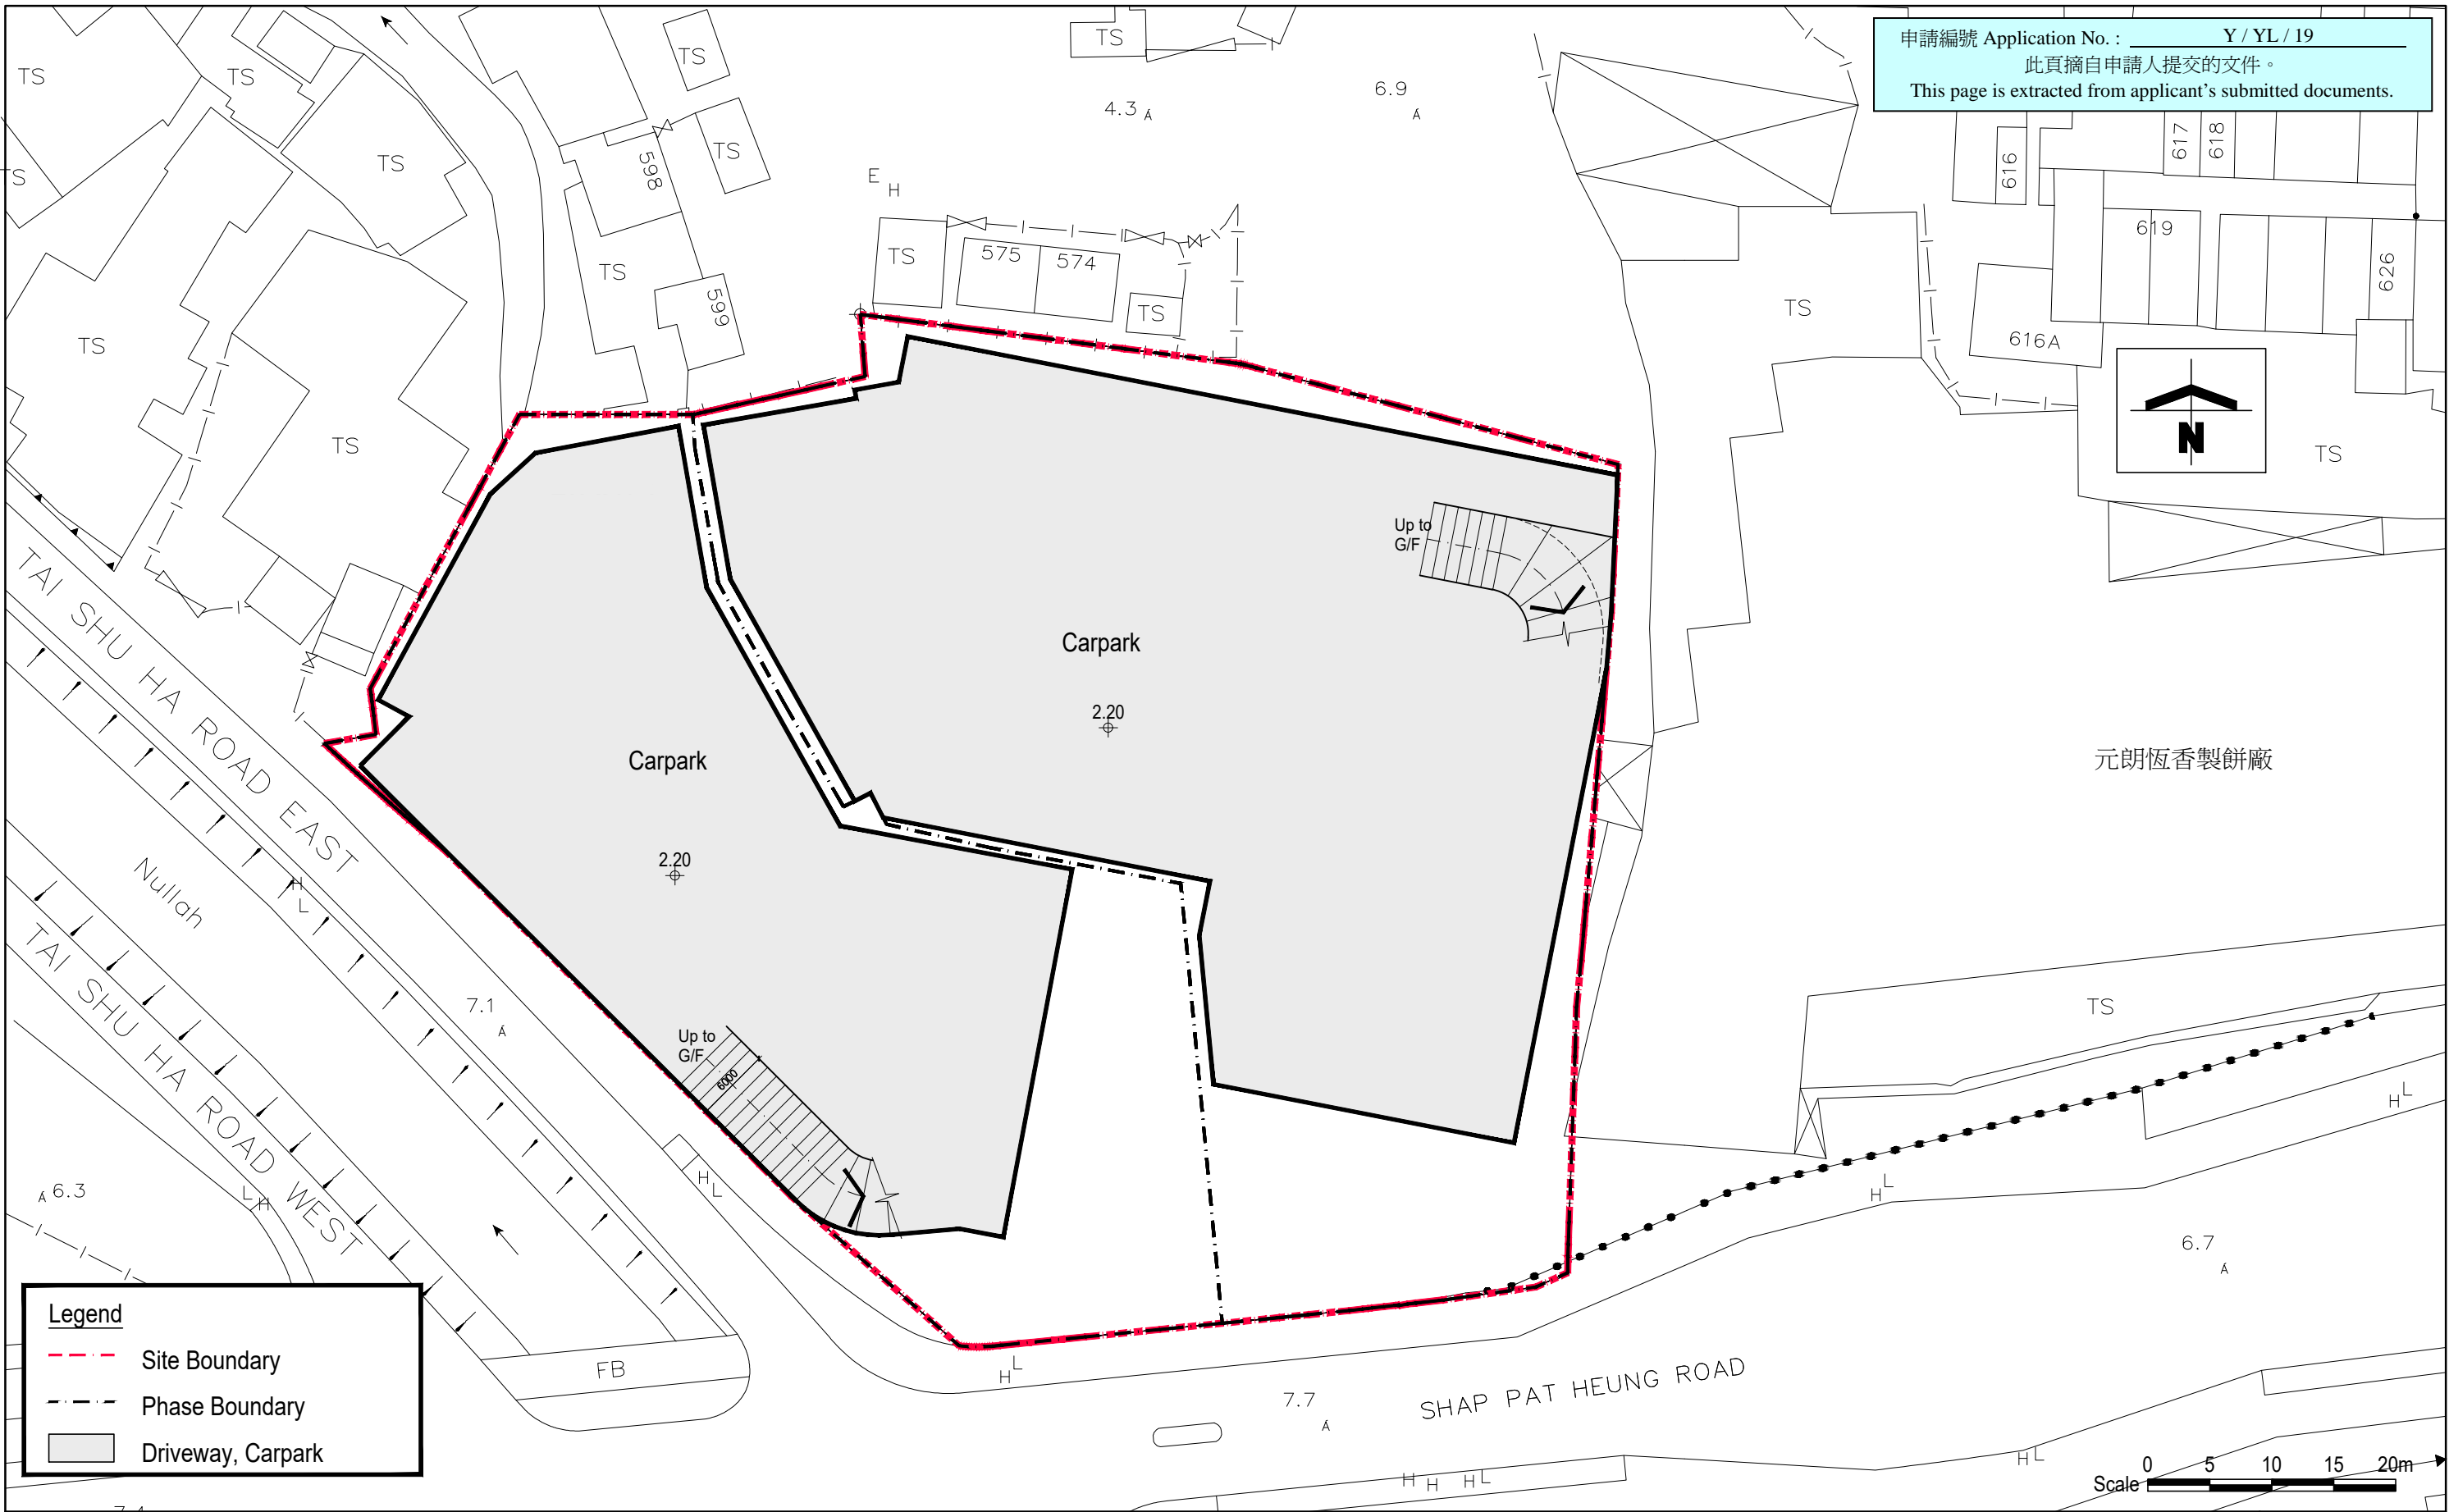 申請編號 Application No. : Y / YL / 19
此頁摘自申請人提交的文件。
This page is extracted from applicant's submitted documents.
TS
TS
TS
TS
TS
TS
TS
TS
TS
TS
598
599
4.3
6.9
E
H
TS
575
574
TS
TS
616
617
618
619
626
616A
TS
N
Up to
G/F
Carpark
2.20
Carpark
2.20
Up to
G/F
6000
元朗恆香製餅廠
TAI SHU HA ROAD EAST
Nullah
TAI SHU HA ROAD WEST
H
L
7.1
6.3
L
H
H
L
TS
H
L
H
L
6.7
FB
H
L
7.7
SHAP PAT HEUNG ROAD
H
H
H
L
H
L
Legend
Site Boundary
Phase Boundary
Driveway, Carpark
Scale
0 5 10 15 20m